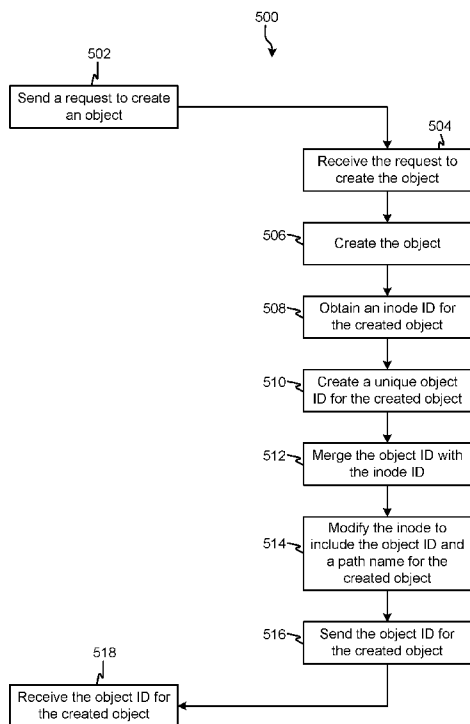 500
502
Send a request to create
an object
504
Receive the request to
create the object
506
Create the object
508
Obtain an inode ID for
the created object
510
Create a unique object
ID for the created object
512
Merge the object ID with
the inode ID
514
Modify the inode to
include the object ID and
a path name for the
created object
516
Send the object ID for
the created object
518
Receive the object ID for
the created object